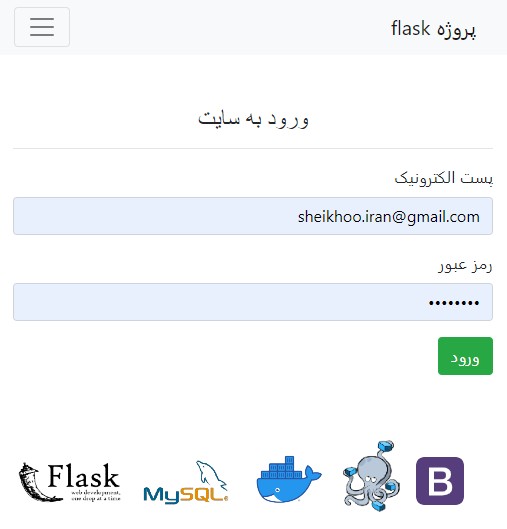 پروژه flask
ورود به سایت
پست الکترونیک
sheikhoo.iran@gmail.com
رمز عبور
••••••••
ورود
Flask
web development,
one drop at a time
MySQL
B